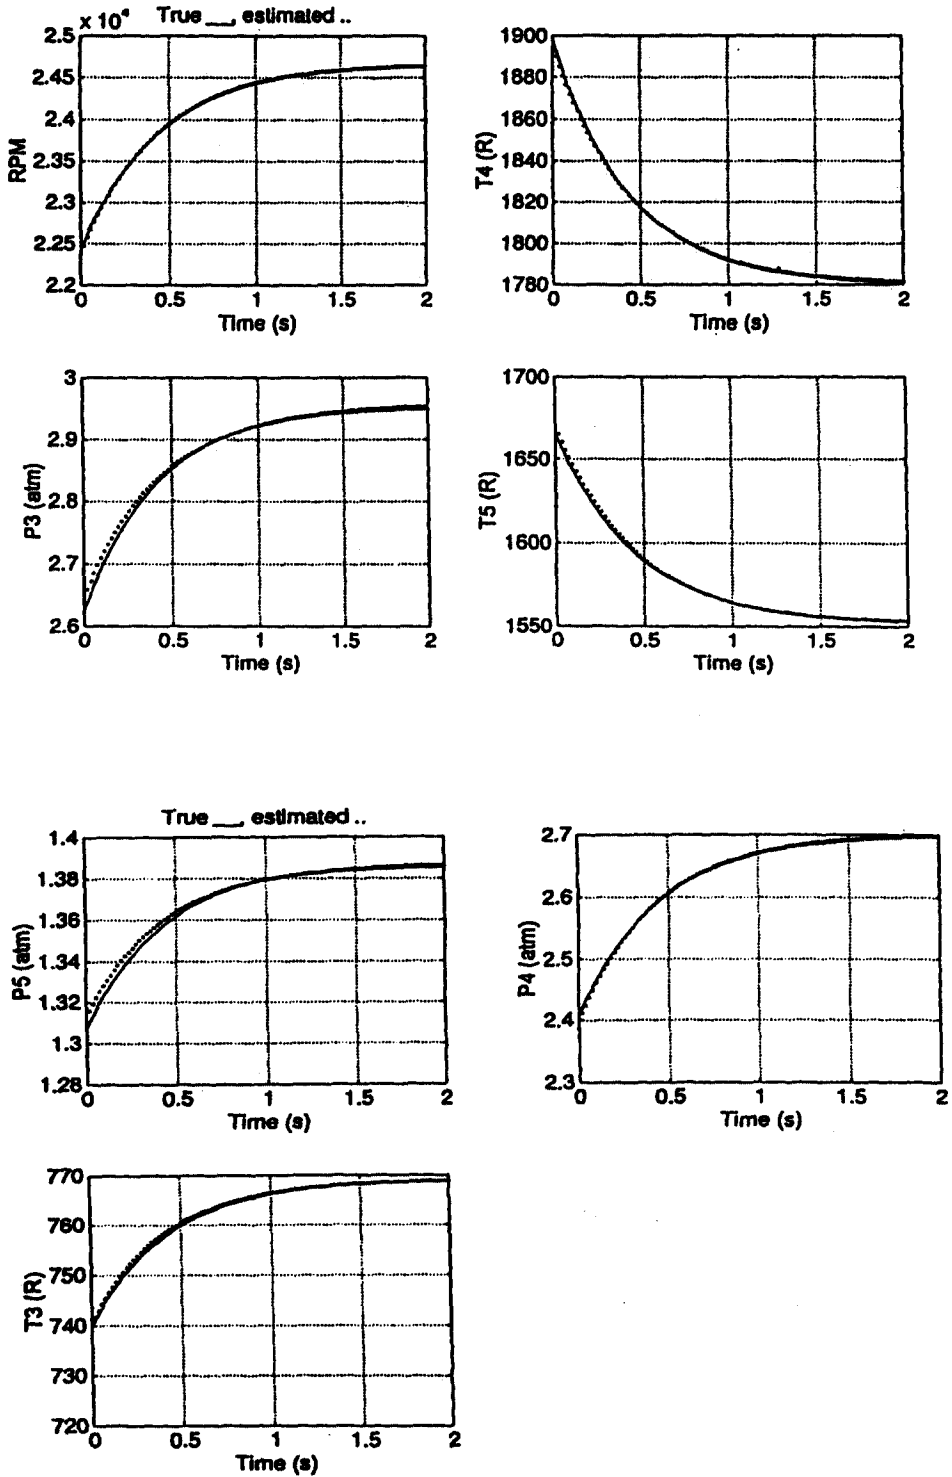 x 10⁴ True __, estimated ..
2.5
2.45
2.4
2.35
2.3
2.25
2.2
RPM
0 0.5 1 1.5 2
Time (s)
1900
1880
1860
1840
1820
1800
1780
T4 (R)
0 0.5 1 1.5 2
Time (s)
3
2.9
2.8
2.7
2.6
P3 (atm)
0 0.5 1 1.5 2
Time (s)
1700
1650
1600
1550
T5 (R)
0 0.5 1 1.5 2
Time (s)
True __, estimated ..
1.4
1.38
1.36
1.34
1.32
1.3
1.28
P5 (atm)
0 0.5 1 1.5 2
Time (s)
2.7
2.6
2.5
2.4
2.3
P4 (atm)
0 0.5 1 1.5 2
Time (s)
770
760
750
740
730
720
T3 (R)
0 0.5 1 1.5 2
Time (s)